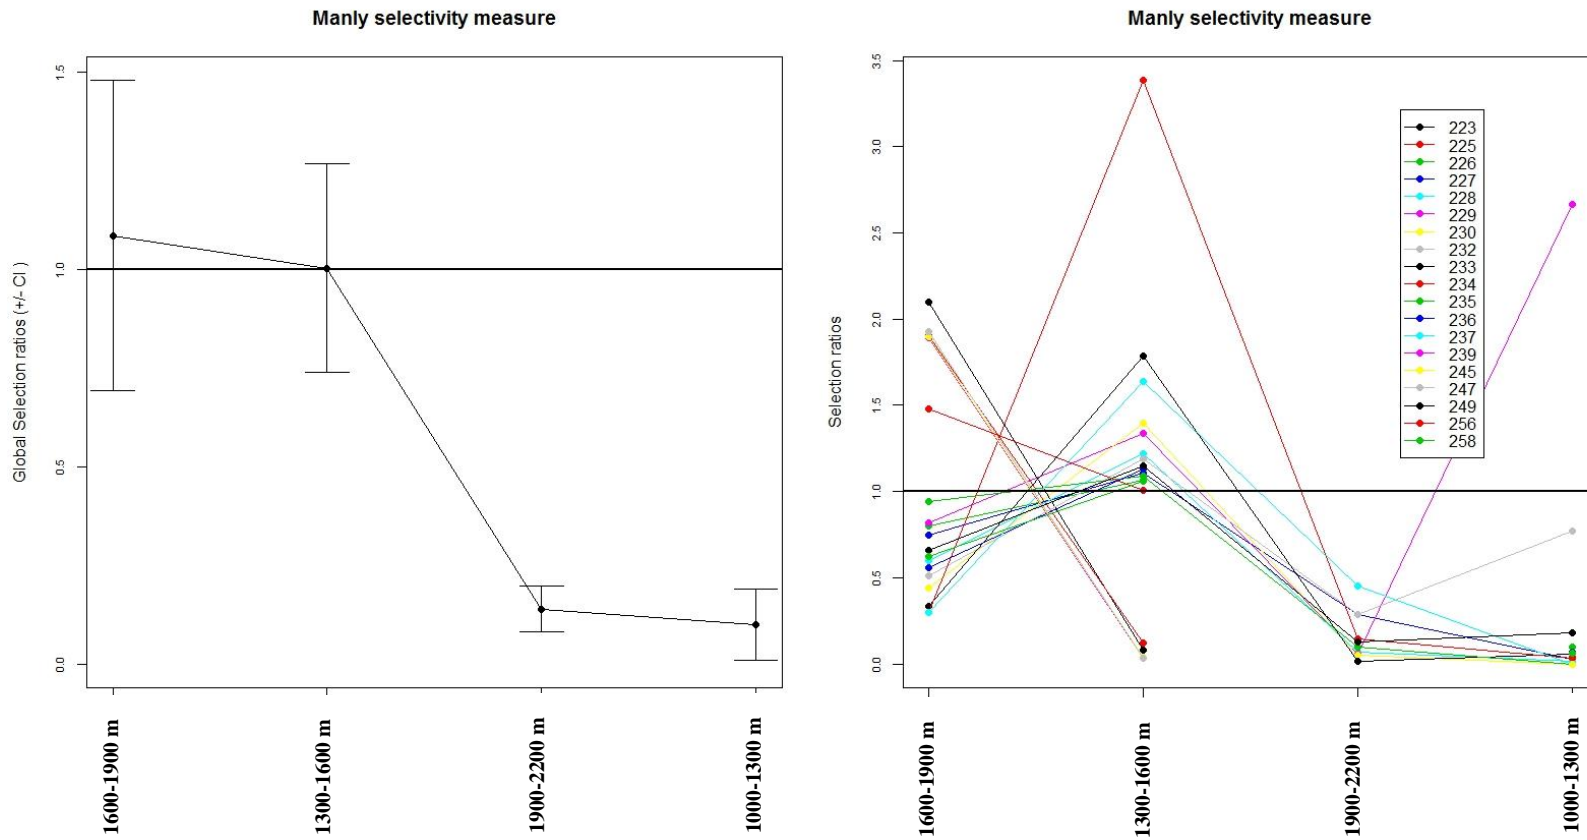 Manly selectivity measure
Global Selection ratios (+/- CI )
1.5
1.0
0.5
0.0
1600-1900 m
1300-1600 m
1900-2200 m
1000-1300 m
Manly selectivity measure
Selection ratios
3.5
3.0
2.5
2.0
1.5
1.0
0.5
0.0
223
225
226
227
228
229
230
232
233
234
235
236
237
239
245
247
249
256
258
1600-1900 m
1300-1600 m
1900-2200 m
1000-1300 m